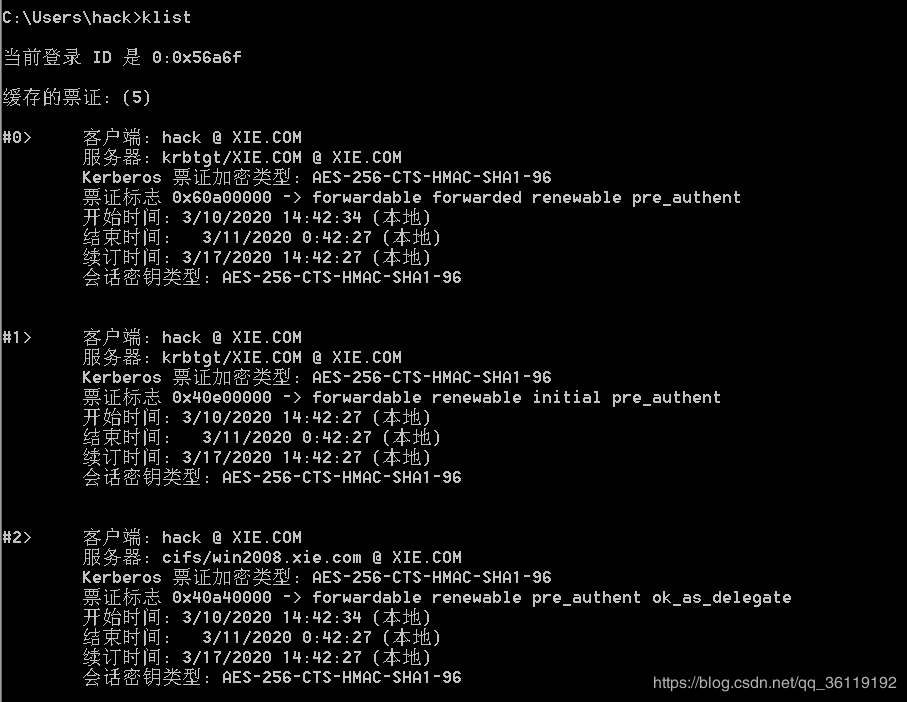 C:\Users\hack>klist
当前登录 ID 是 0:0x56a6f
缓存的票证: (5)
#0> 客户端: hack @ XIE.COM
服务器: krbtgt/XIE.COM @ XIE.COM
Kerberos 票证加密类型: AES-256-CTS-HMAC-SHA1-96
票证标志 0x60a00000 -> forwardable forwarded renewable pre_authent
开始时间: 3/10/2020 14:42:34 (本地)
结束时间: 3/11/2020 0:42:27 (本地)
续订时间: 3/17/2020 14:42:27 (本地)
会话密钥类型: AES-256-CTS-HMAC-SHA1-96
#1> 客户端: hack @ XIE.COM
服务器: krbtgt/XIE.COM @ XIE.COM
Kerberos 票证加密类型: AES-256-CTS-HMAC-SHA1-96
票证标志 0x40e00000 -> forwardable renewable initial pre_authent
开始时间: 3/10/2020 14:42:27 (本地)
结束时间: 3/11/2020 0:42:27 (本地)
续订时间: 3/17/2020 14:42:27 (本地)
会话密钥类型: AES-256-CTS-HMAC-SHA1-96
#2> 客户端: hack @ XIE.COM
服务器: cifs/win2008.xie.com @ XIE.COM
Kerberos 票证加密类型: AES-256-CTS-HMAC-SHA1-96
票证标志 0x40a40000 -> forwardable renewable pre_authent ok_as_delegate
开始时间: 3/10/2020 14:42:34 (本地)
结束时间: 3/11/2020 0:42:27 (本地)
续订时间: 3/17/2020 14:42:27 (本地)
会话密钥类型: AES-256-CTS-HMAC-SHA1-96
https://blog.csdn.net/qq_36119192